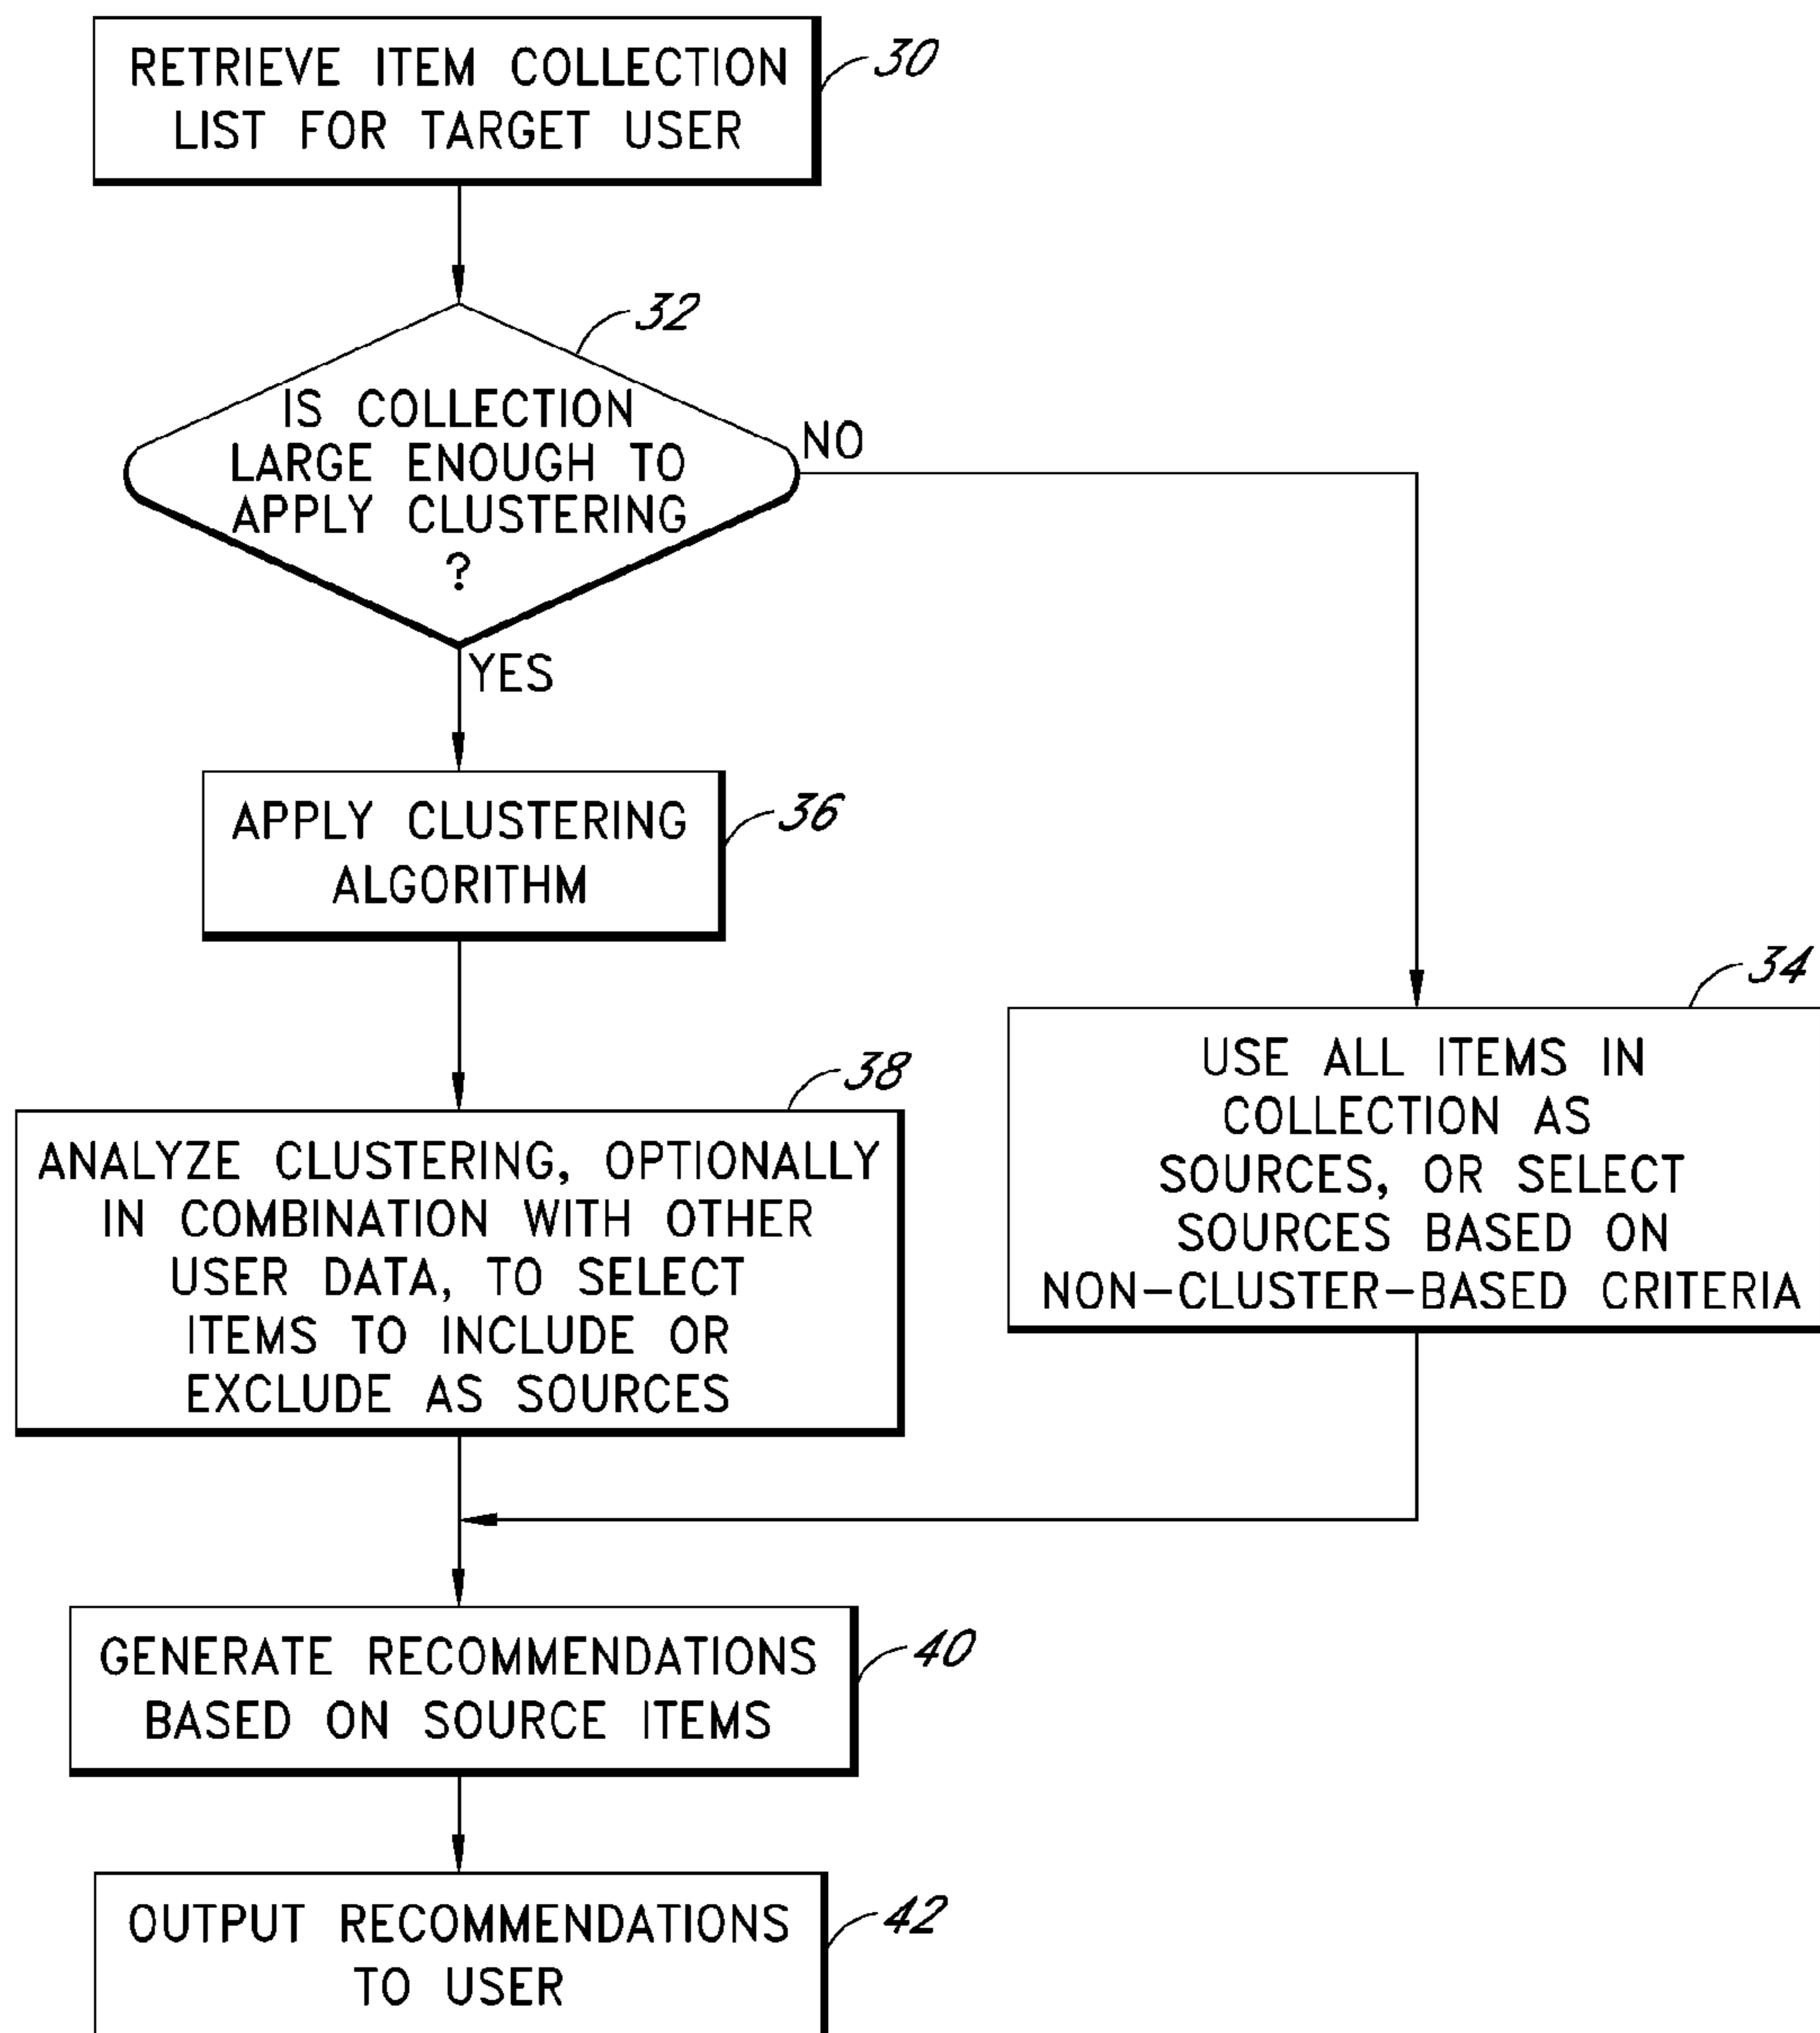 RETRIEVE ITEM COLLECTION
LIST FOR TARGET USER
30
32
IS COLLECTION
LARGE ENOUGH TO
APPLY CLUSTERING
?
NO
YES
APPLY CLUSTERING
ALGORITHM
36
34
USE ALL ITEMS IN
COLLECTION AS
SOURCES, OR SELECT
SOURCES BASED ON
NON-CLUSTER-BASED CRITERIA
38
ANALYZE CLUSTERING, OPTIONALLY
IN COMBINATION WITH OTHER
USER DATA, TO SELECT
ITEMS TO INCLUDE OR
EXCLUDE AS SOURCES
GENERATE RECOMMENDATIONS
BASED ON SOURCE ITEMS
40
OUTPUT RECOMMENDATIONS
TO USER
42